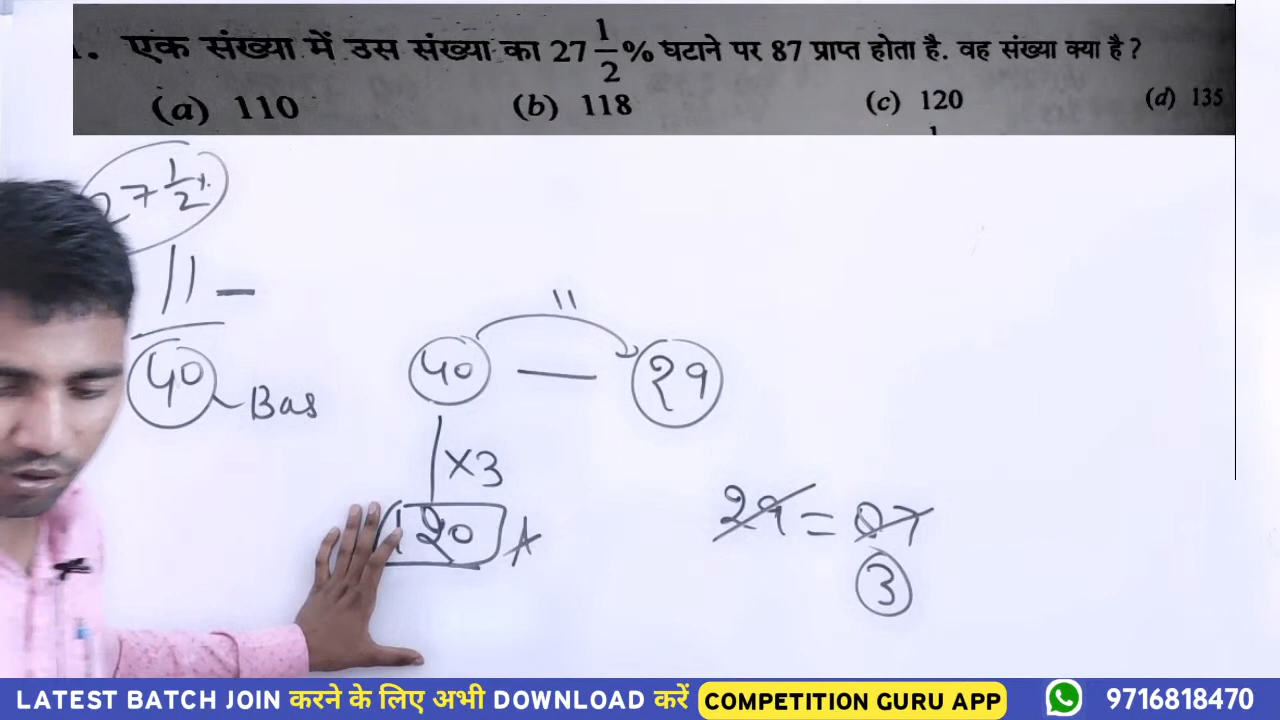 1. एक संख्या में उस संख्या का 27 1/2 % घटाने पर 87 प्राप्त होता है. वह संख्या क्या है ?
(a) 110 (b) 118 (c) 120 (d) 135
27 1/2 %
11 —
40 Bas
11
40 — 29
×3
120 A
29 = 87
3
LATEST BATCH JOIN करने के लिए अभी DOWNLOAD करें COMPETITION GURU APP 9716818470